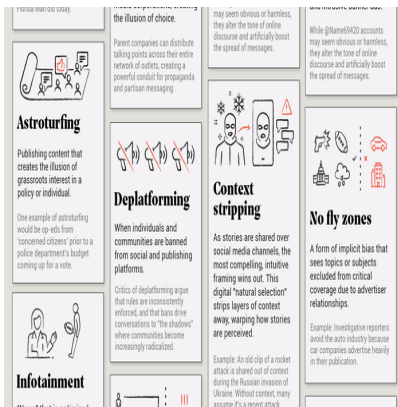 Florida Man did today.
Astroturfing
Publishing content that
creates the illusion of
grassroots interest in a
policy or individual.
One example of astroturfing
would be op-eds from
'concerned citizens' prior to a
police department's budget
coming up for a vote.
Infotainment
the illusion of choice.
Parent companies can distribute
talking points across their entire
network of outlets, creating a
powerful conduit for propaganda
and partisan messaging.
Deplatforming
When individuals and
communities are banned
from social and publishing
platforms.
Critics of deplatforming argue
that rules are inconsistently
enforced, and that bans drive
conversations to "the shadows"
where communities become
increasingly radicalized.
may seem obvious or harmless,
they alter the tone of online
discourse and artificially boost
the spread of messages.
Context
stripping
As stories are shared over
social media channels, the
most compelling, intuitive
framing wins out. This
digital "natural selection"
strips layers of context
away, warping how stories
are perceived.
Example: An old clip of a rocket
attack is shared out of context
during the Russian invasion of
Ukraine. Without context, many
assume it's a recent attack
While @Name69420 accounts
may seem obvious or harmless,
they alter the tone of online
discourse and artificially boost
the spread of messages.
No fly zones
A form of implicit bias that
sees topics or subjects
excluded from critical
coverage due to advertiser
relationships.
Example: Investigative reporters
avoid the auto industry because
car companies advertise heavily
in their publication.